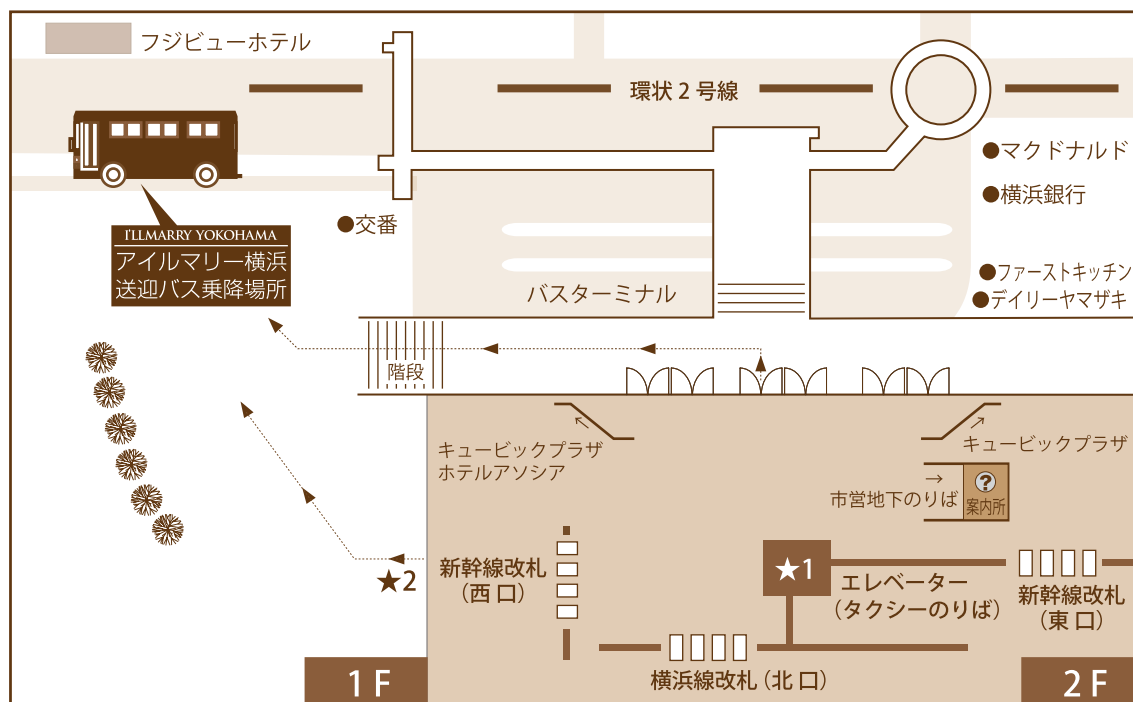 フジビューホテル
環状2号線
●マクドナルド
●横浜銀行
●交番
I'LLMARRY YOKOHAMA
アイルマリー横浜
送迎バス乗降場所
●ファーストキッチン
●デイリーヤマザキ
バスターミナル
階段
キュービックプラザ
ホテルアソシア
↖
キュービックプラザ
↗
→
市営地下のりば
?
案内所
★1
エレベーター
(タクシーのりば)
新幹線改札
(西口)
新幹線改札
(東口)
★2
横浜線改札(北口)
1F
2F